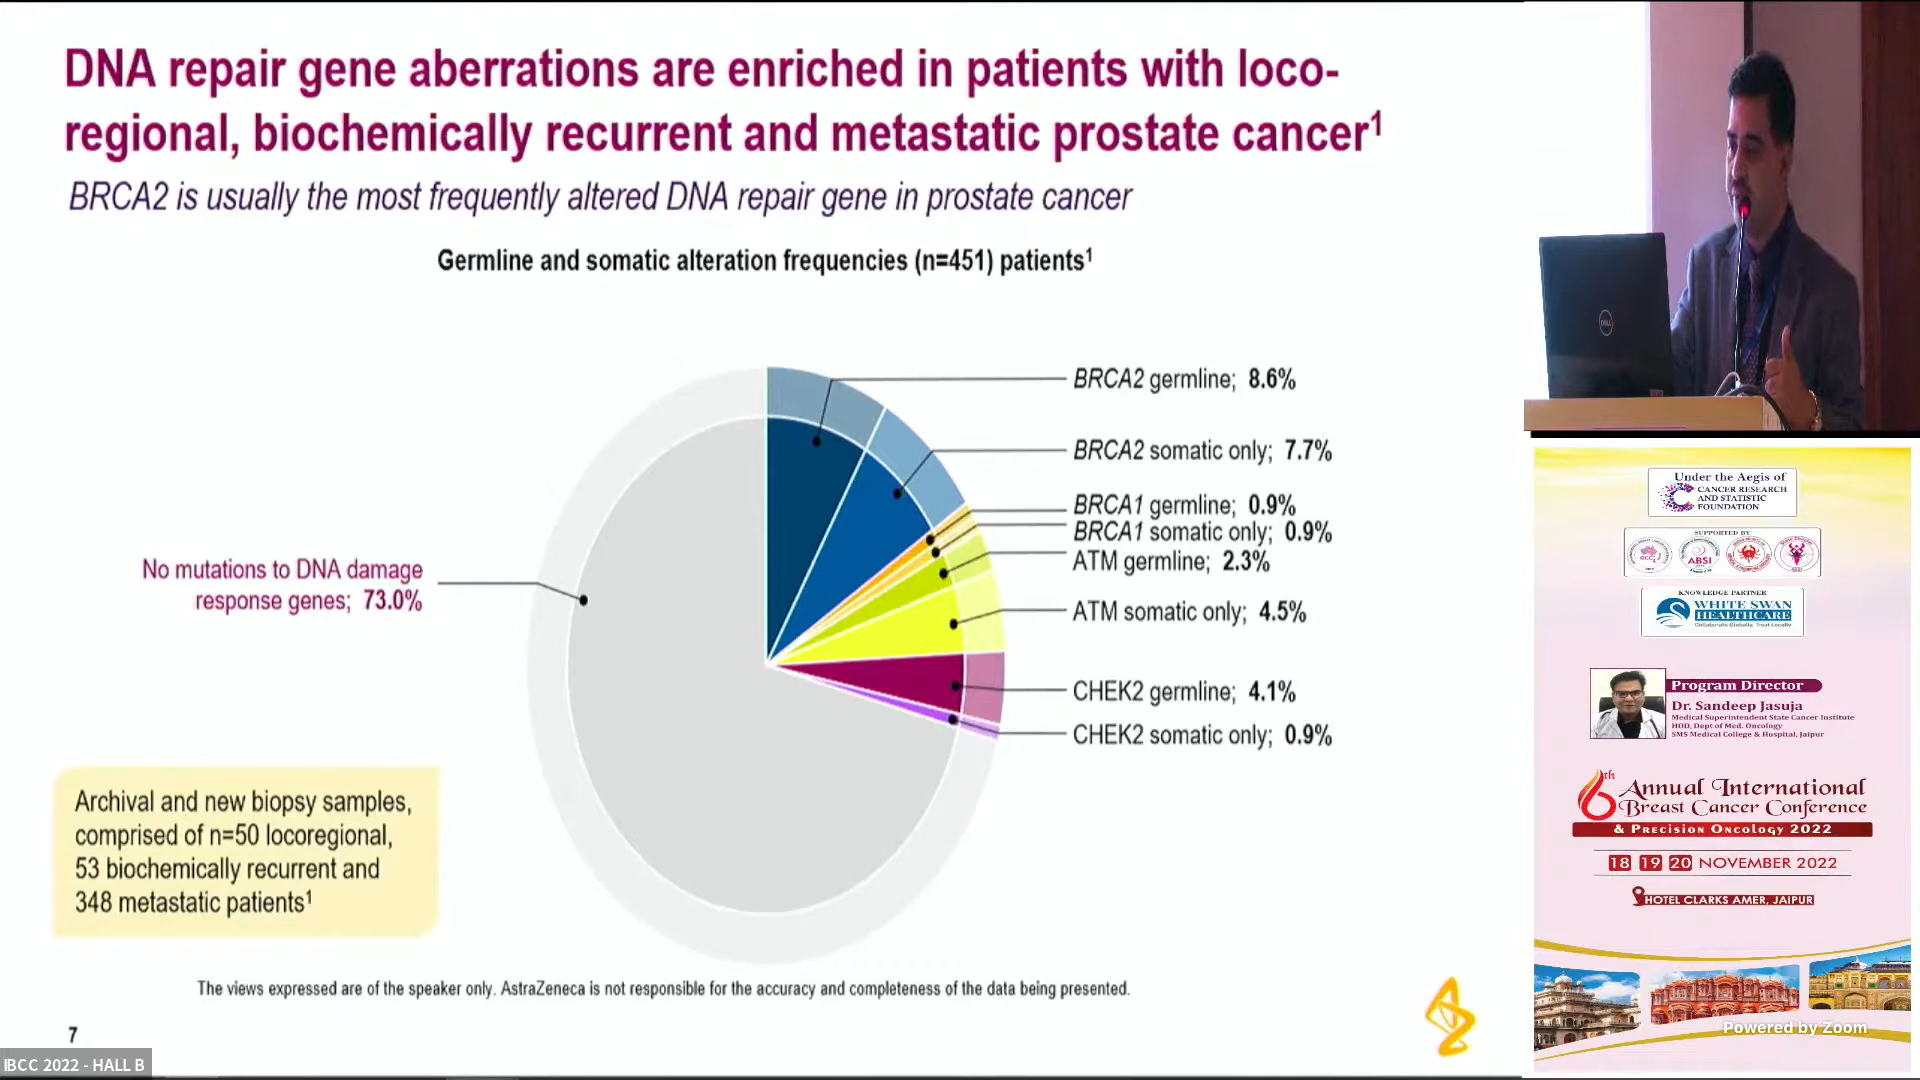 DNA repair gene aberrations are enriched in patients with loco-
regional, biochemically recurrent and metastatic prostate cancer¹
BRCA2 is usually the most frequently altered DNA repair gene in prostate cancer
Germline and somatic alteration frequencies (n=451) patients¹
BRCA2 germline; 8.6%
BRCA2 somatic only; 7.7%
BRCA1 germline; 0.9%
BRCA1 somatic only; 0.9%
ATM germline; 2.3%
ATM somatic only; 4.5%
CHEK2 germline; 4.1%
CHEK2 somatic only; 0.9%
No mutations to DNA damage
response genes; 73.0%
Archival and new biopsy samples,
comprised of n=50 locoregional,
53 biochemically recurrent and
348 metastatic patients¹
The views expressed are of the speaker only. AstraZeneca is not responsible for the accuracy and completeness of the data being presented.
7
IBCC 2022 - HALL B
DELL
Under the Aegis of
CANCER RESEARCH
AND STATISTIC
FOUNDATION
SUPPORTED BY
ABSI
KNOWLEDGE PARTNER
WHITE SWAN
HEALTHCARE
Collaborate Globally, Treat Locally
Program Director
Dr. Sandeep Jasuja
Medical Superintendent State Cancer Institute
HOD, Dept of Med. Oncology
SMS Medical College & Hospital, Jaipur
6th Annual International
Breast Cancer Conference
& Precision Oncology 2022
18 19 20 NOVEMBER 2022
HOTEL CLARKS AMER, JAIPUR
Powered by Zoom